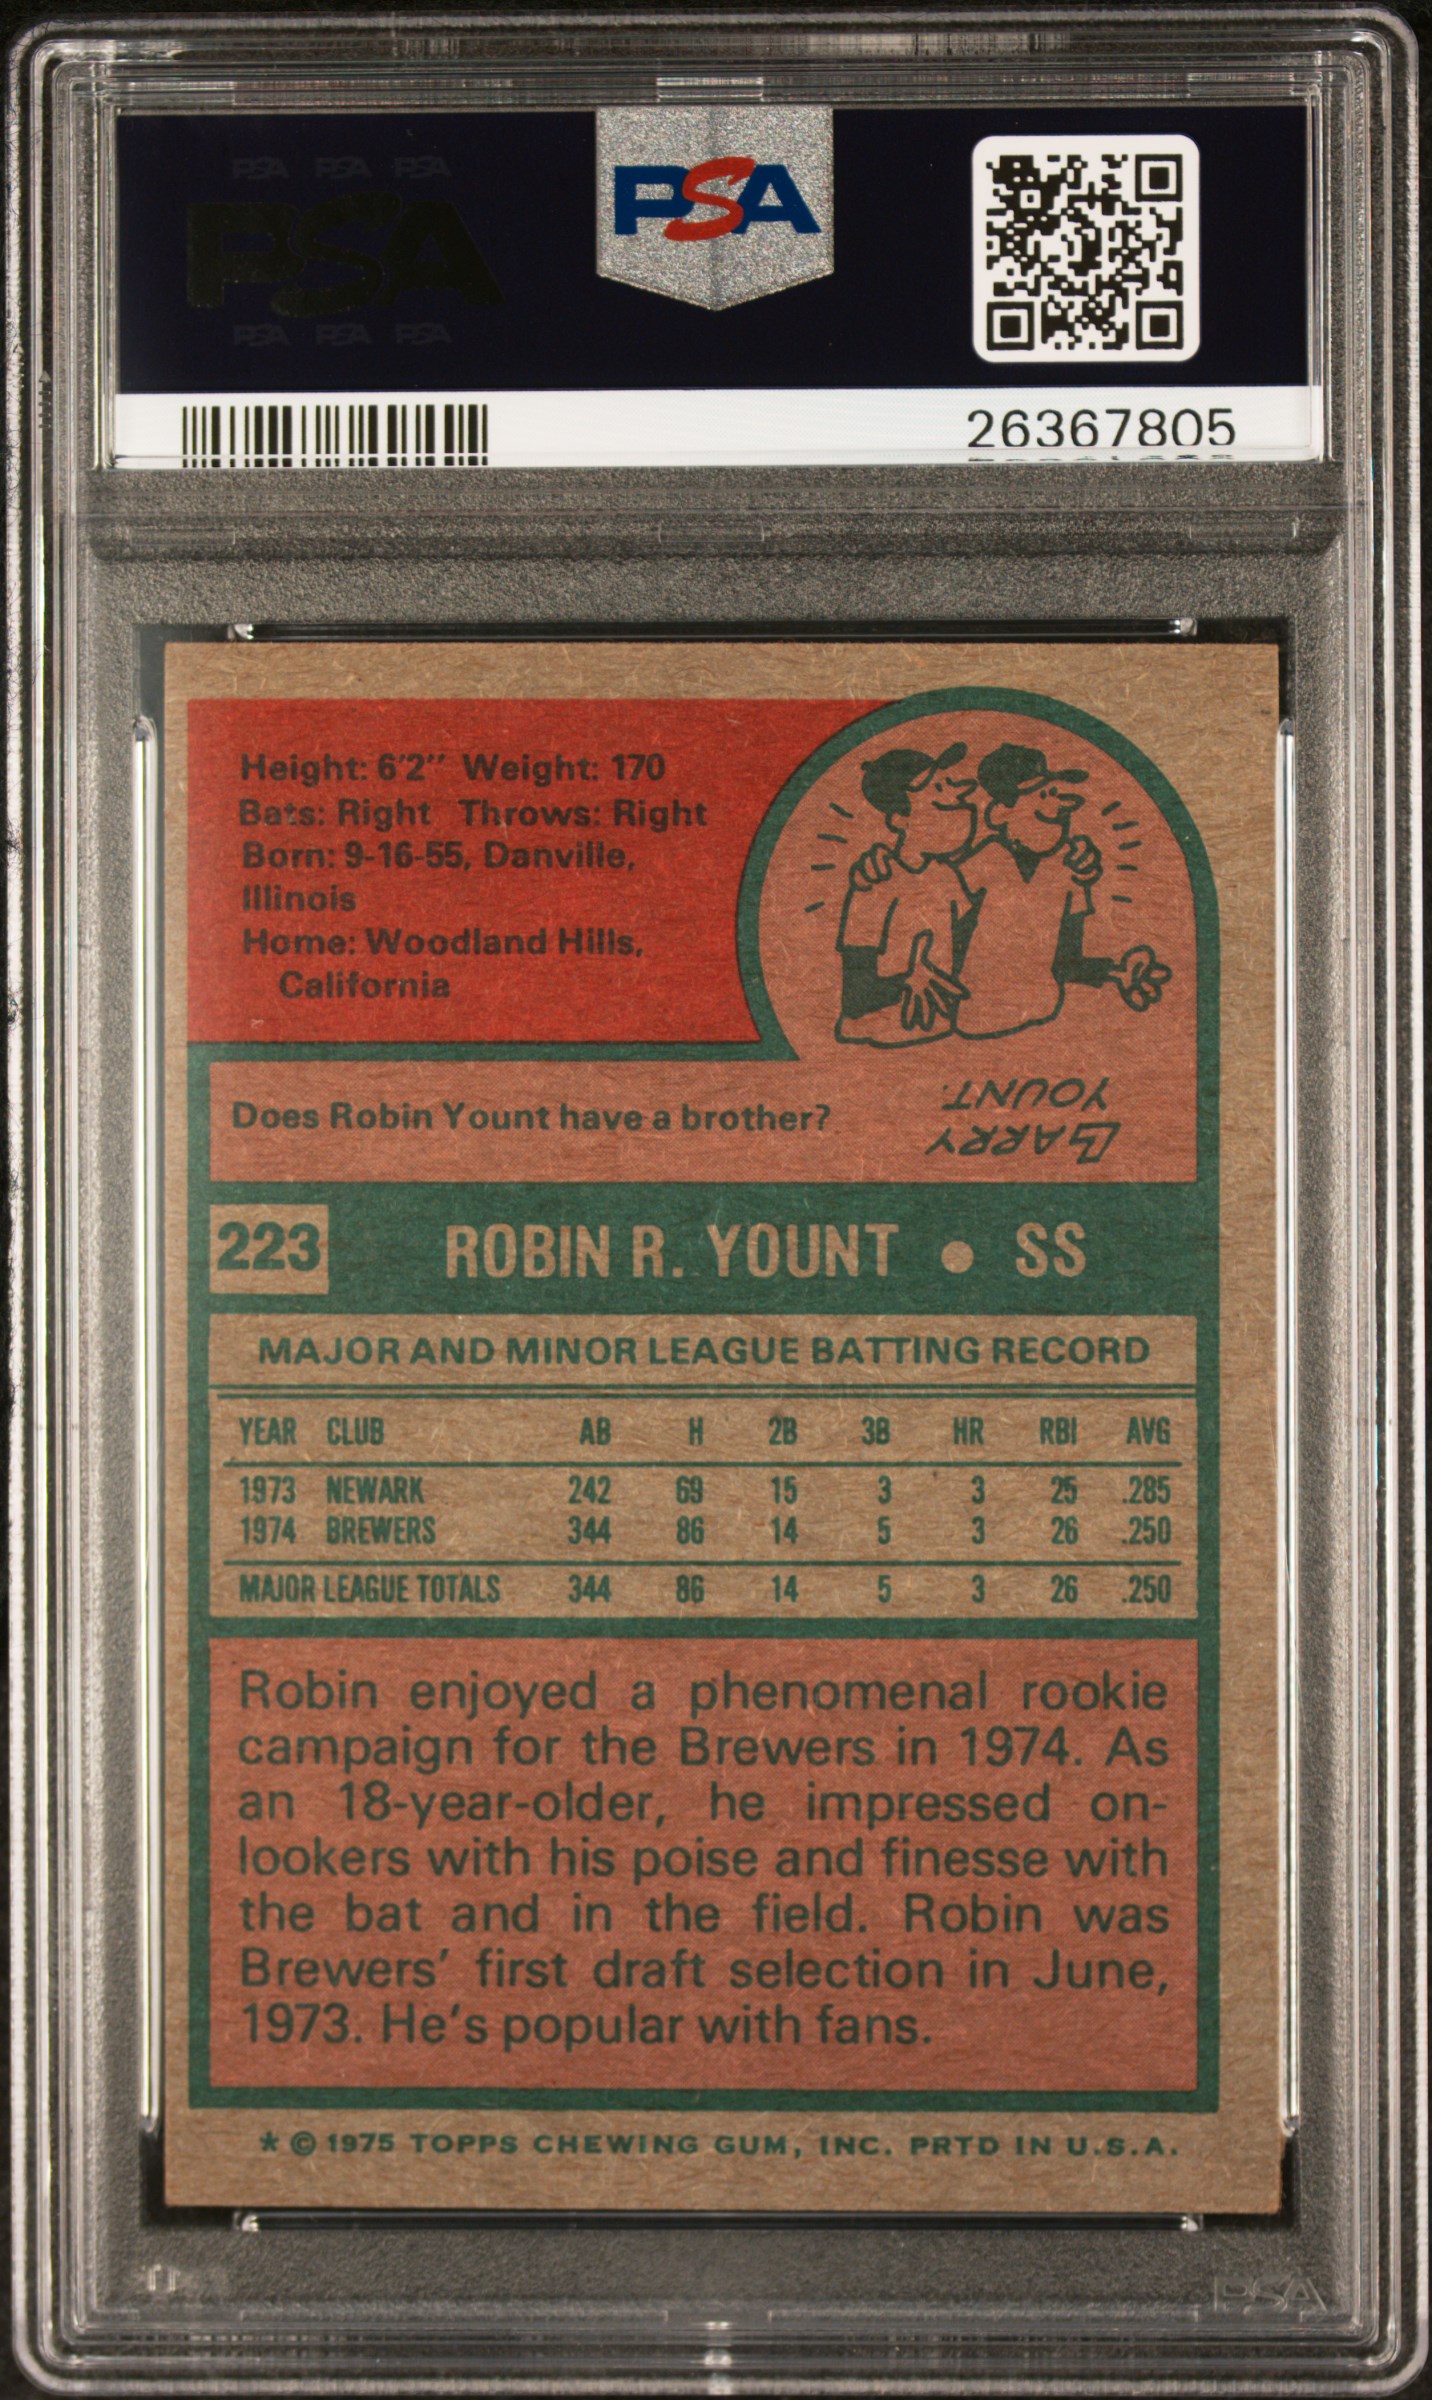 PSA PSA PSA
PSA
PSA PSA PSA
PSA
26367805
Height: 6'2" Weight: 170
Bats: Right Throws: Right
Born: 9-16-55, Danville,
Illinois
Home: Woodland Hills,
California
Does Robin Yount have a brother?
LARRY
YOUNT.
223 ROBIN R. YOUNT • SS
MAJOR AND MINOR LEAGUE BATTING RECORD
YEAR CLUB AB H 2B 3B HR RBI AVG
1973 NEWARK 242 69 15 3 3 25 .285
1974 BREWERS 344 86 14 5 3 26 .250
MAJOR LEAGUE TOTALS 344 86 14 5 3 26 .250
Robin enjoyed a phenomenal rookie
campaign for the Brewers in 1974. As
an 18-year-older, he impressed on-
lookers with his poise and finesse with
the bat and in the field. Robin was
Brewers' first draft selection in June,
1973. He's popular with fans.
* © 1975 TOPPS CHEWING GUM, INC. PRTD IN U.S.A.
PSA